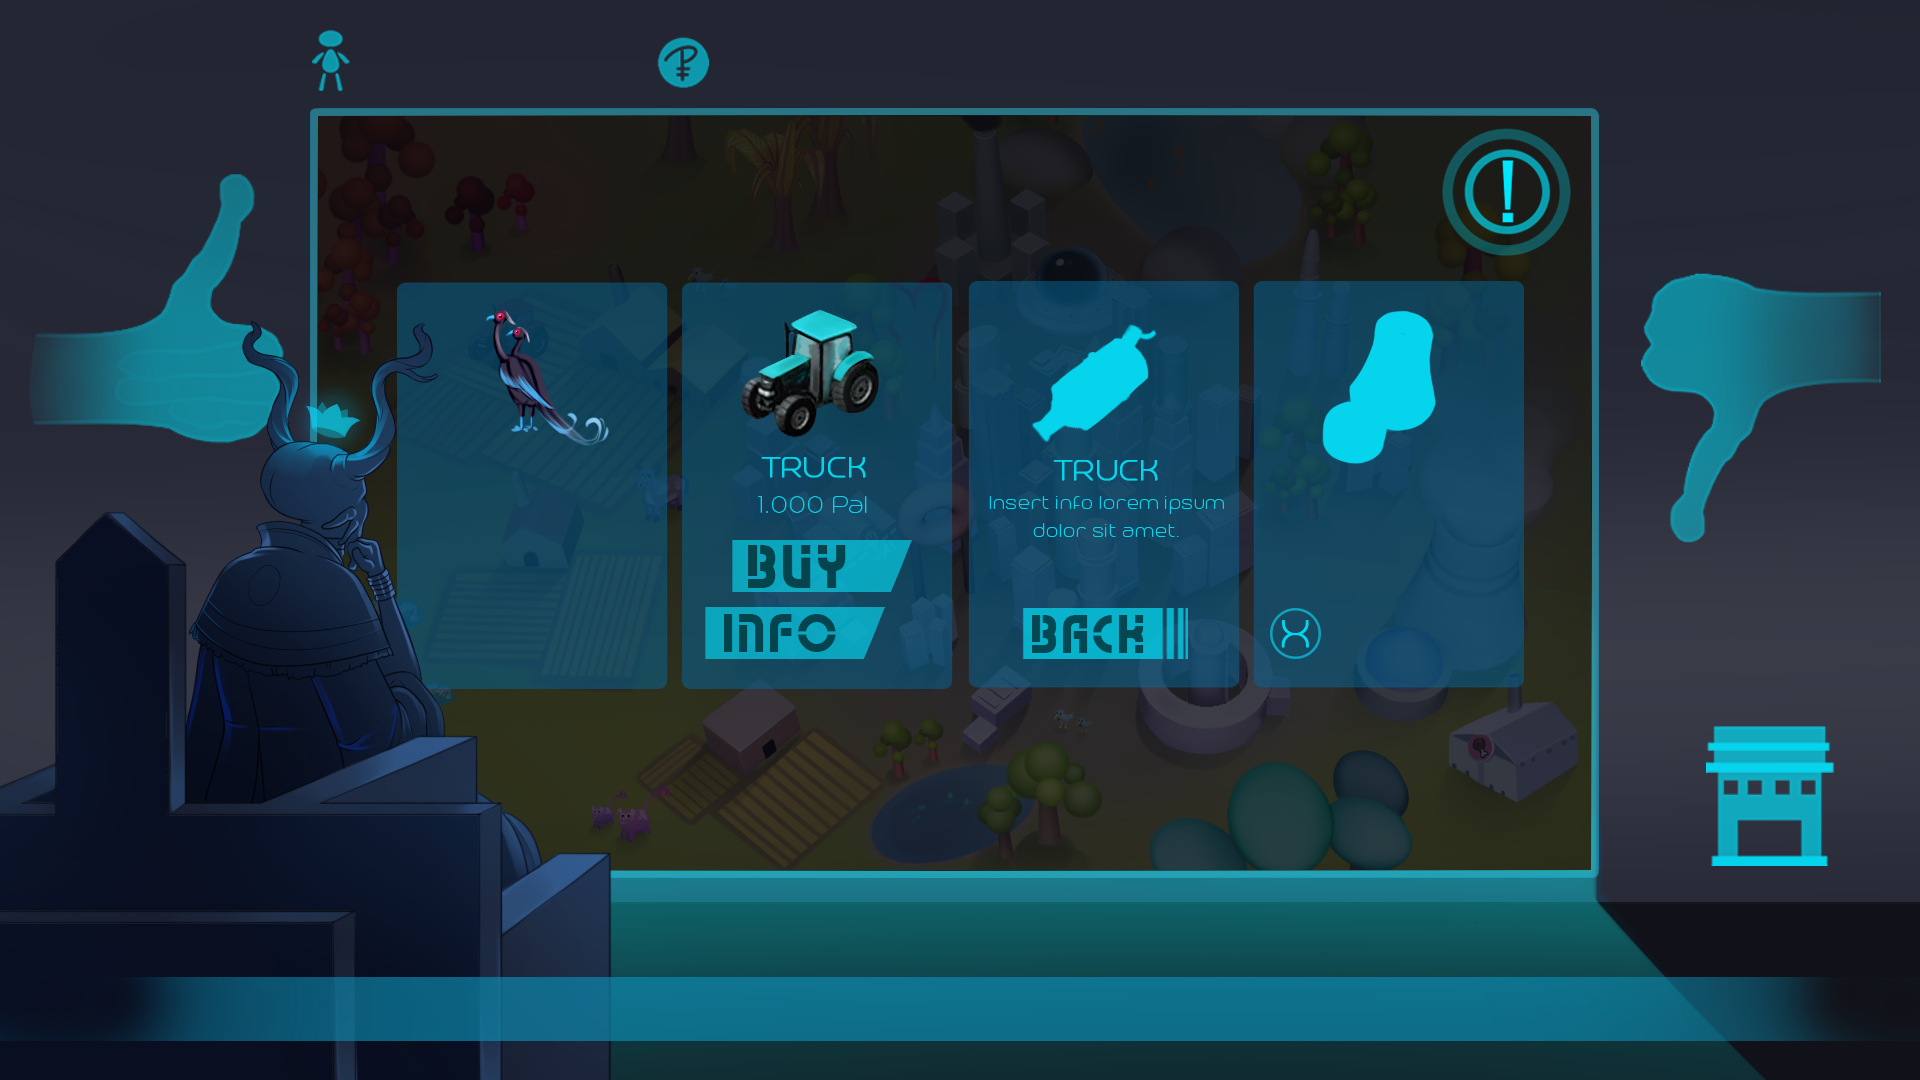 !
TRUCK
1.000 Pal
BUY
INFO
TRUCK
Insert info lorem ipsum
dolor sit amet.
BACK